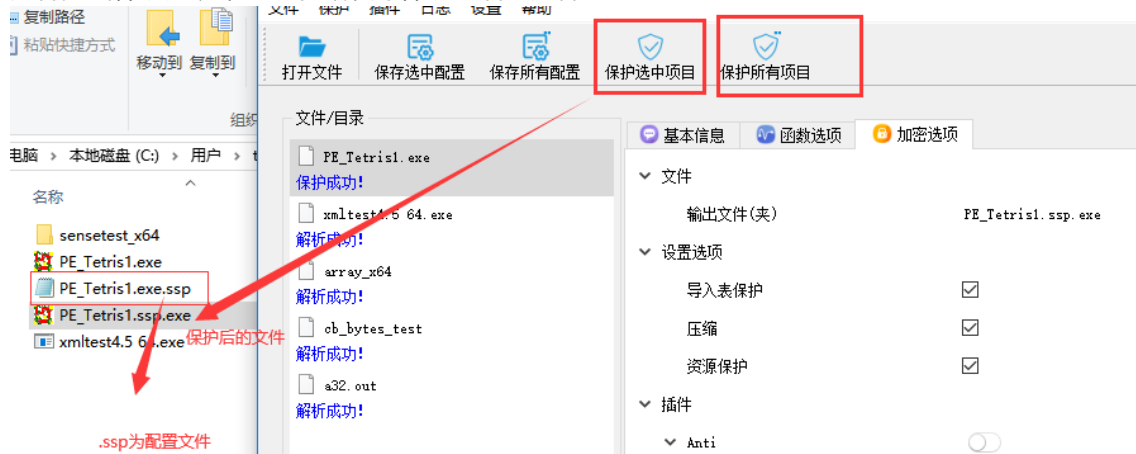 复制路径
粘贴快捷方式
移动到 复制到
组织
电脑 › 本地磁盘 (C:) › 用户 › t
名称
sensetest_x64
PE_Tetris1.exe
PE_Tetris1.exe.ssp
PE_Tetris1.ssp.exe
xmltest4.5 64.exe
保护后的文件
.ssp为配置文件
文件 保护 插件 日志 设置 帮助
打开文件 保存选中配置 保存所有配置 保护选中项目 保护所有项目
文件/目录
PE_Tetris1.exe
保护成功!
xmltest4.5 64.exe
解析成功!
array_x64
解析成功!
cb_bytes_test
解析成功!
a32.out
解析成功!
基本信息 函数选项 加密选项
文件
输出文件(夹) PE_Tetris1.ssp.exe
设置选项
导入表保护
压缩
资源保护
插件
Anti